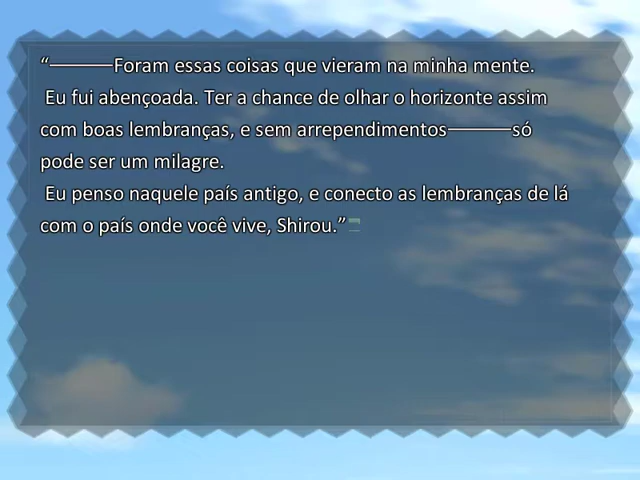 “————Foram essas coisas que vieram na minha mente.
Eu fui abençoada. Ter a chance de olhar o horizonte assim
com boas lembranças, e sem arrependimentos————só
pode ser um milagre.
Eu penso naquele país antigo, e conecto as lembranças de lá
com o país onde você vive, Shirou.”